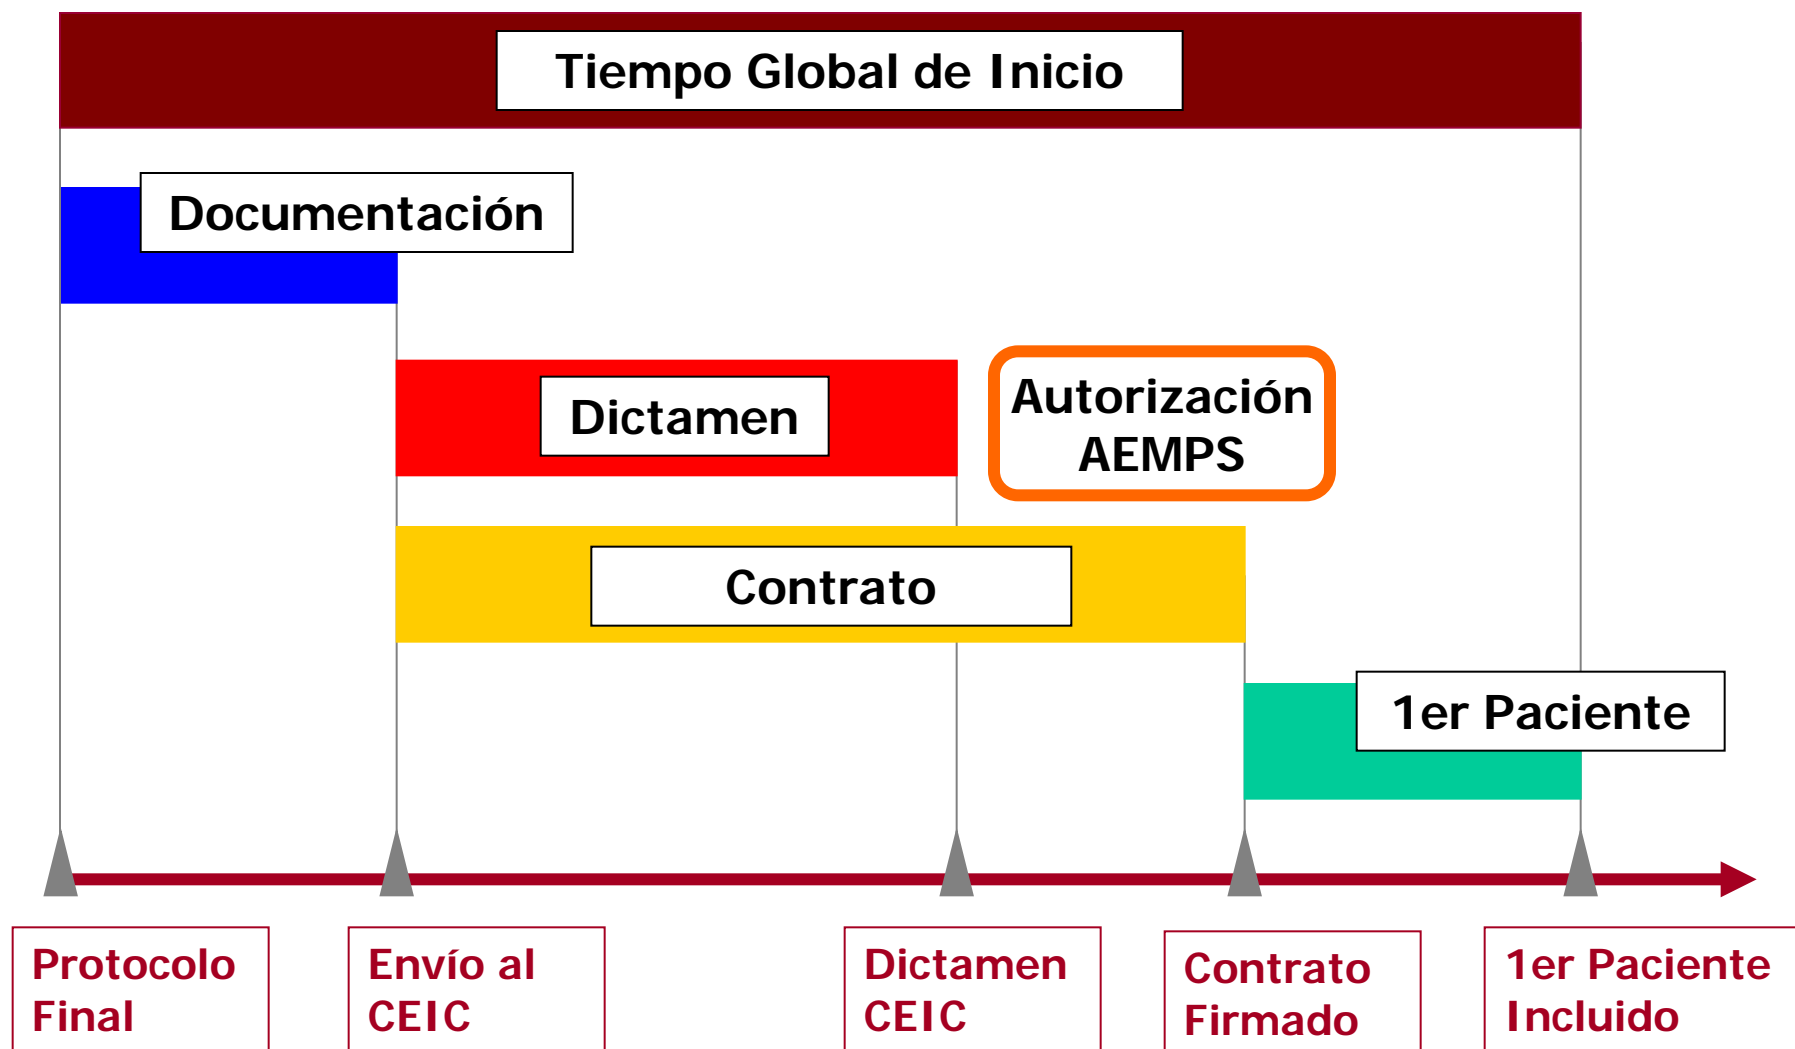 Tiempo Global de Inicio
Documentación
Dictamen
Autorización
AEMPS
Contrato
1er Paciente
Protocolo
Final
Envío al
CEIC
Dictamen
CEIC
Contrato
Firmado
1er Paciente
Incluido